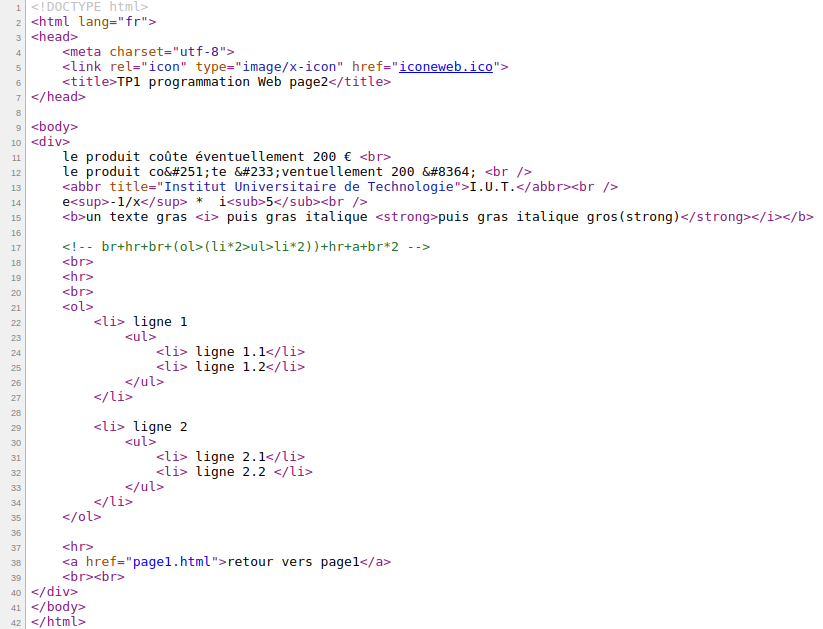 1 <!DOCTYPE html>
2 <html lang="fr">
3 <head>
4     <meta charset="utf-8">
5     <link rel="icon" type="image/x-icon" href="iconeweb.ico">
6     <title>TP1 programmation Web page2</title>
7 </head>
8
9 <body>
10 <div>
11     le produit coûte éventuellement 200 € <br>
12     le produit co&#251;te &#233;ventuellement 200 &#8364; <br />
13     <abbr title="Institut Universitaire de Technologie">I.U.T.</abbr><br />
14     e<sup>-1/x</sup> *  i<sub>5</sub><br />
15     <b>un texte gras <i> puis gras italique <strong>puis gras italique gros(strong)</strong></i></b>
16
17     <!-- br+hr+br+(ol>(li*2>ul>li*2))+hr+a+br*2 -->
18     <br>
19     <hr>
20     <br>
21     <ol>
22         <li> ligne 1
23             <ul>
24                 <li> ligne 1.1</li>
25                 <li> ligne 1.2</li>
26             </ul>
27         </li>
28
29         <li> ligne 2
30             <ul>
31                 <li> ligne 2.1</li>
32                 <li> ligne 2.2 </li>
33             </ul>
34         </li>
35     </ol>
36
37     <hr>
38     <a href="page1.html">retour vers page1</a>
39     <br><br>
40 </div>
41 </body>
42 </html>